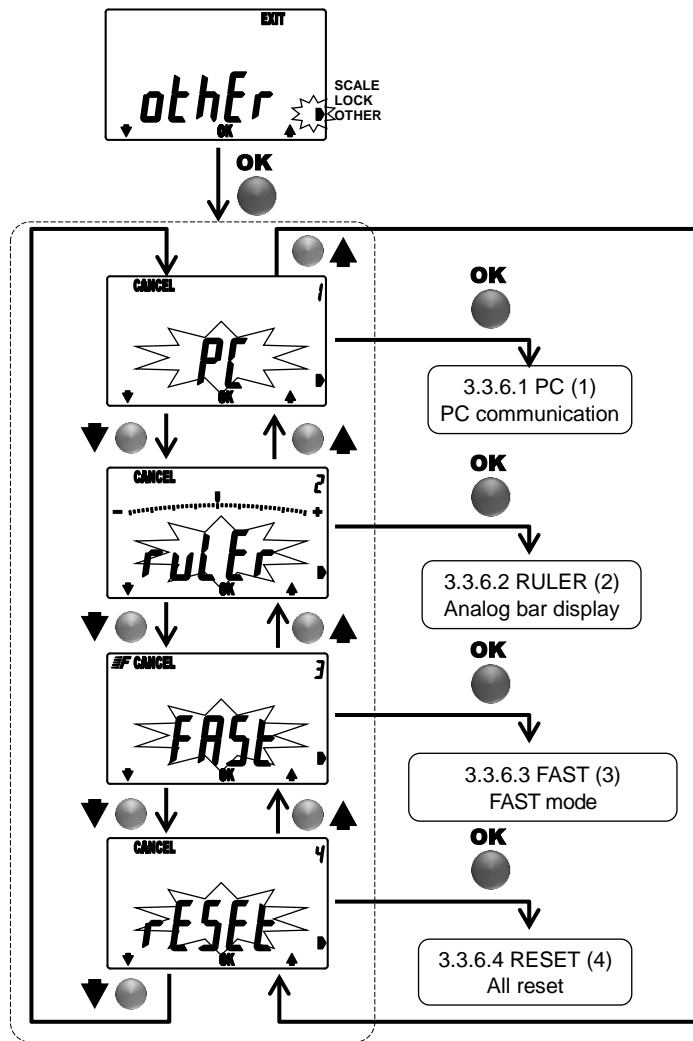 EXIT
othEr
SCALE
LOCK
OTHER
OK
OK
CANCEL
1
OK
PC
OK
3.3.6.1 PC (1)
PC communication
CANCEL
2
- +
OK
rulEr
OK
3.3.6.2 RULER (2)
Analog bar display
F CANCEL
3
OK
FASt
OK
3.3.6.3 FAST (3)
FAST mode
CANCEL
4
OK
rESEt
OK
3.3.6.4 RESET (4)
All reset